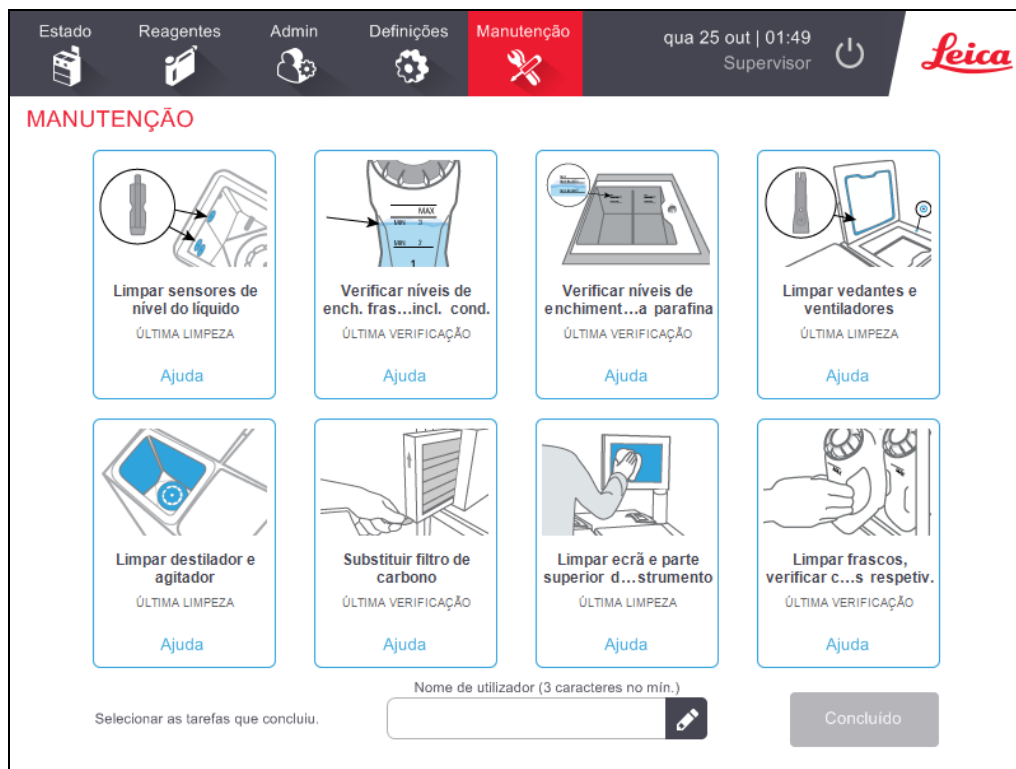 Estado Reagentes Admin Definições Manutenção qua 25 out | 01:49
Supervisor
Leica
MANUTENÇÃO
MAX
MIN 3
MIN 2
1
Limpar sensores de
nível do líquido
ÚLTIMA LIMPEZA
Ajuda
Verificar níveis de
ench. fras...incl. cond.
ÚLTIMA VERIFICAÇÃO
Ajuda
Verificar níveis de
enchiment...a parafina
ÚLTIMA VERIFICAÇÃO
Ajuda
Limpar vedantes e
ventiladores
ÚLTIMA LIMPEZA
Ajuda
Limpar destilador e
agitador
ÚLTIMA LIMPEZA
Ajuda
Substituir filtro de
carbono
ÚLTIMA VERIFICAÇÃO
Ajuda
Limpar ecrã e parte
superior d...strumento
ÚLTIMA LIMPEZA
Ajuda
Limpar frascos,
verificar c...s respetiv.
ÚLTIMA VERIFICAÇÃO
Ajuda
Nome de utilizador (3 caracteres no mín.)
Selecionar as tarefas que concluiu.
Concluído